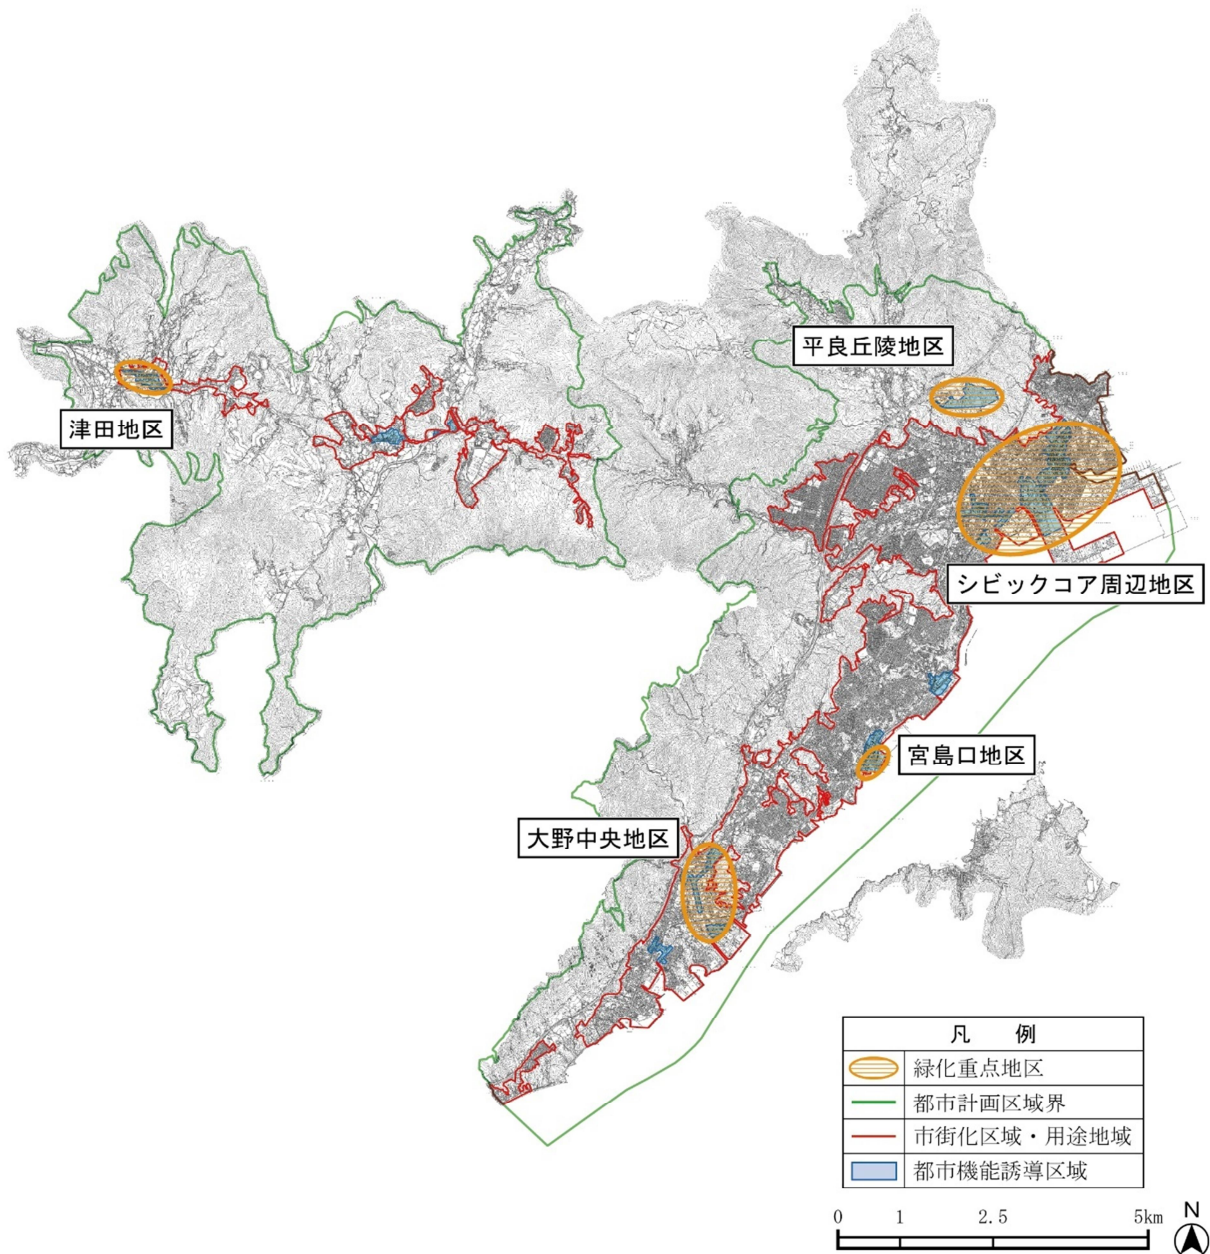 平良丘陵地区
津田地区
シビックコア周辺地区
宮島口地区
大野中央地区
凡 例
緑化重点地区
都市計画区域界
市街化区域・用途地域
都市機能誘導区域
0 1 2.5 5km
N